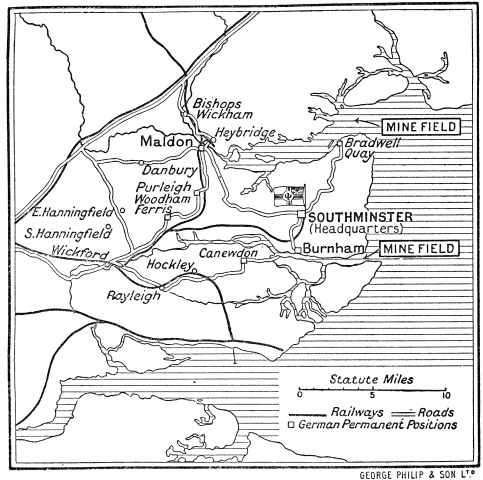 Bishops
Wickham
Heybridge
MINE FIELD
Maldon
Bradwell
Quay
Danbury
Purleigh
Woodham
Ferris
E.Hanningfield
SOUTHMINSTER
(Headquarters)
S.Hanningfield
Wickford
Canewdon
Burnham
MINE FIELD
Hockley
Rayleigh
Statute Miles
0 5 10
Railways Roads
German Permanent Positions
GEORGE PHILIP & SON LTD